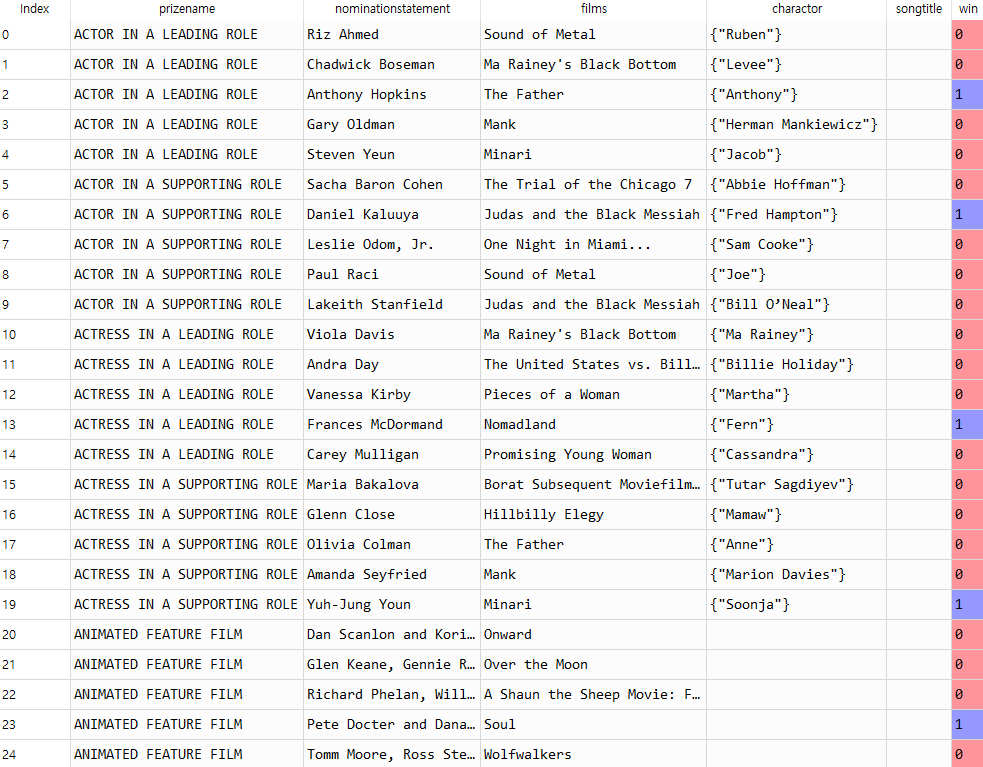 Index prizename nominationstatement films charactor songtitle win
0 ACTOR IN A LEADING ROLE Riz Ahmed Sound of Metal {"Ruben"} 0
1 ACTOR IN A LEADING ROLE Chadwick Boseman Ma Rainey's Black Bottom {"Levee"} 0
2 ACTOR IN A LEADING ROLE Anthony Hopkins The Father {"Anthony"} 1
3 ACTOR IN A LEADING ROLE Gary Oldman Mank {"Herman Mankiewicz"} 0
4 ACTOR IN A LEADING ROLE Steven Yeun Minari {"Jacob"} 0
5 ACTOR IN A SUPPORTING ROLE Sacha Baron Cohen The Trial of the Chicago 7 {"Abbie Hoffman"} 0
6 ACTOR IN A SUPPORTING ROLE Daniel Kaluuya Judas and the Black Messiah {"Fred Hampton"} 1
7 ACTOR IN A SUPPORTING ROLE Leslie Odom, Jr. One Night in Miami... {"Sam Cooke"} 0
8 ACTOR IN A SUPPORTING ROLE Paul Raci Sound of Metal {"Joe"} 0
9 ACTOR IN A SUPPORTING ROLE Lakeith Stanfield Judas and the Black Messiah {"Bill O’Neal"} 0
10 ACTRESS IN A LEADING ROLE Viola Davis Ma Rainey's Black Bottom {"Ma Rainey"} 0
11 ACTRESS IN A LEADING ROLE Andra Day The United States vs. Bill… {"Billie Holiday"} 0
12 ACTRESS IN A LEADING ROLE Vanessa Kirby Pieces of a Woman {"Martha"} 0
13 ACTRESS IN A LEADING ROLE Frances McDormand Nomadland {"Fern"} 1
14 ACTRESS IN A LEADING ROLE Carey Mulligan Promising Young Woman {"Cassandra"} 0
15 ACTRESS IN A SUPPORTING ROLE Maria Bakalova Borat Subsequent Moviefilm… {"Tutar Sagdiyev"} 0
16 ACTRESS IN A SUPPORTING ROLE Glenn Close Hillbilly Elegy {"Mamaw"} 0
17 ACTRESS IN A SUPPORTING ROLE Olivia Colman The Father {"Anne"} 0
18 ACTRESS IN A SUPPORTING ROLE Amanda Seyfried Mank {"Marion Davies"} 0
19 ACTRESS IN A SUPPORTING ROLE Yuh-Jung Youn Minari {"Soonja"} 1
20 ANIMATED FEATURE FILM Dan Scanlon and Kori… Onward 0
21 ANIMATED FEATURE FILM Glen Keane, Gennie R… Over the Moon 0
22 ANIMATED FEATURE FILM Richard Phelan, Will… A Shaun the Sheep Movie: F… 0
23 ANIMATED FEATURE FILM Pete Docter and Dana… Soul 1
24 ANIMATED FEATURE FILM Tomm Moore, Ross Ste… Wolfwalkers 0